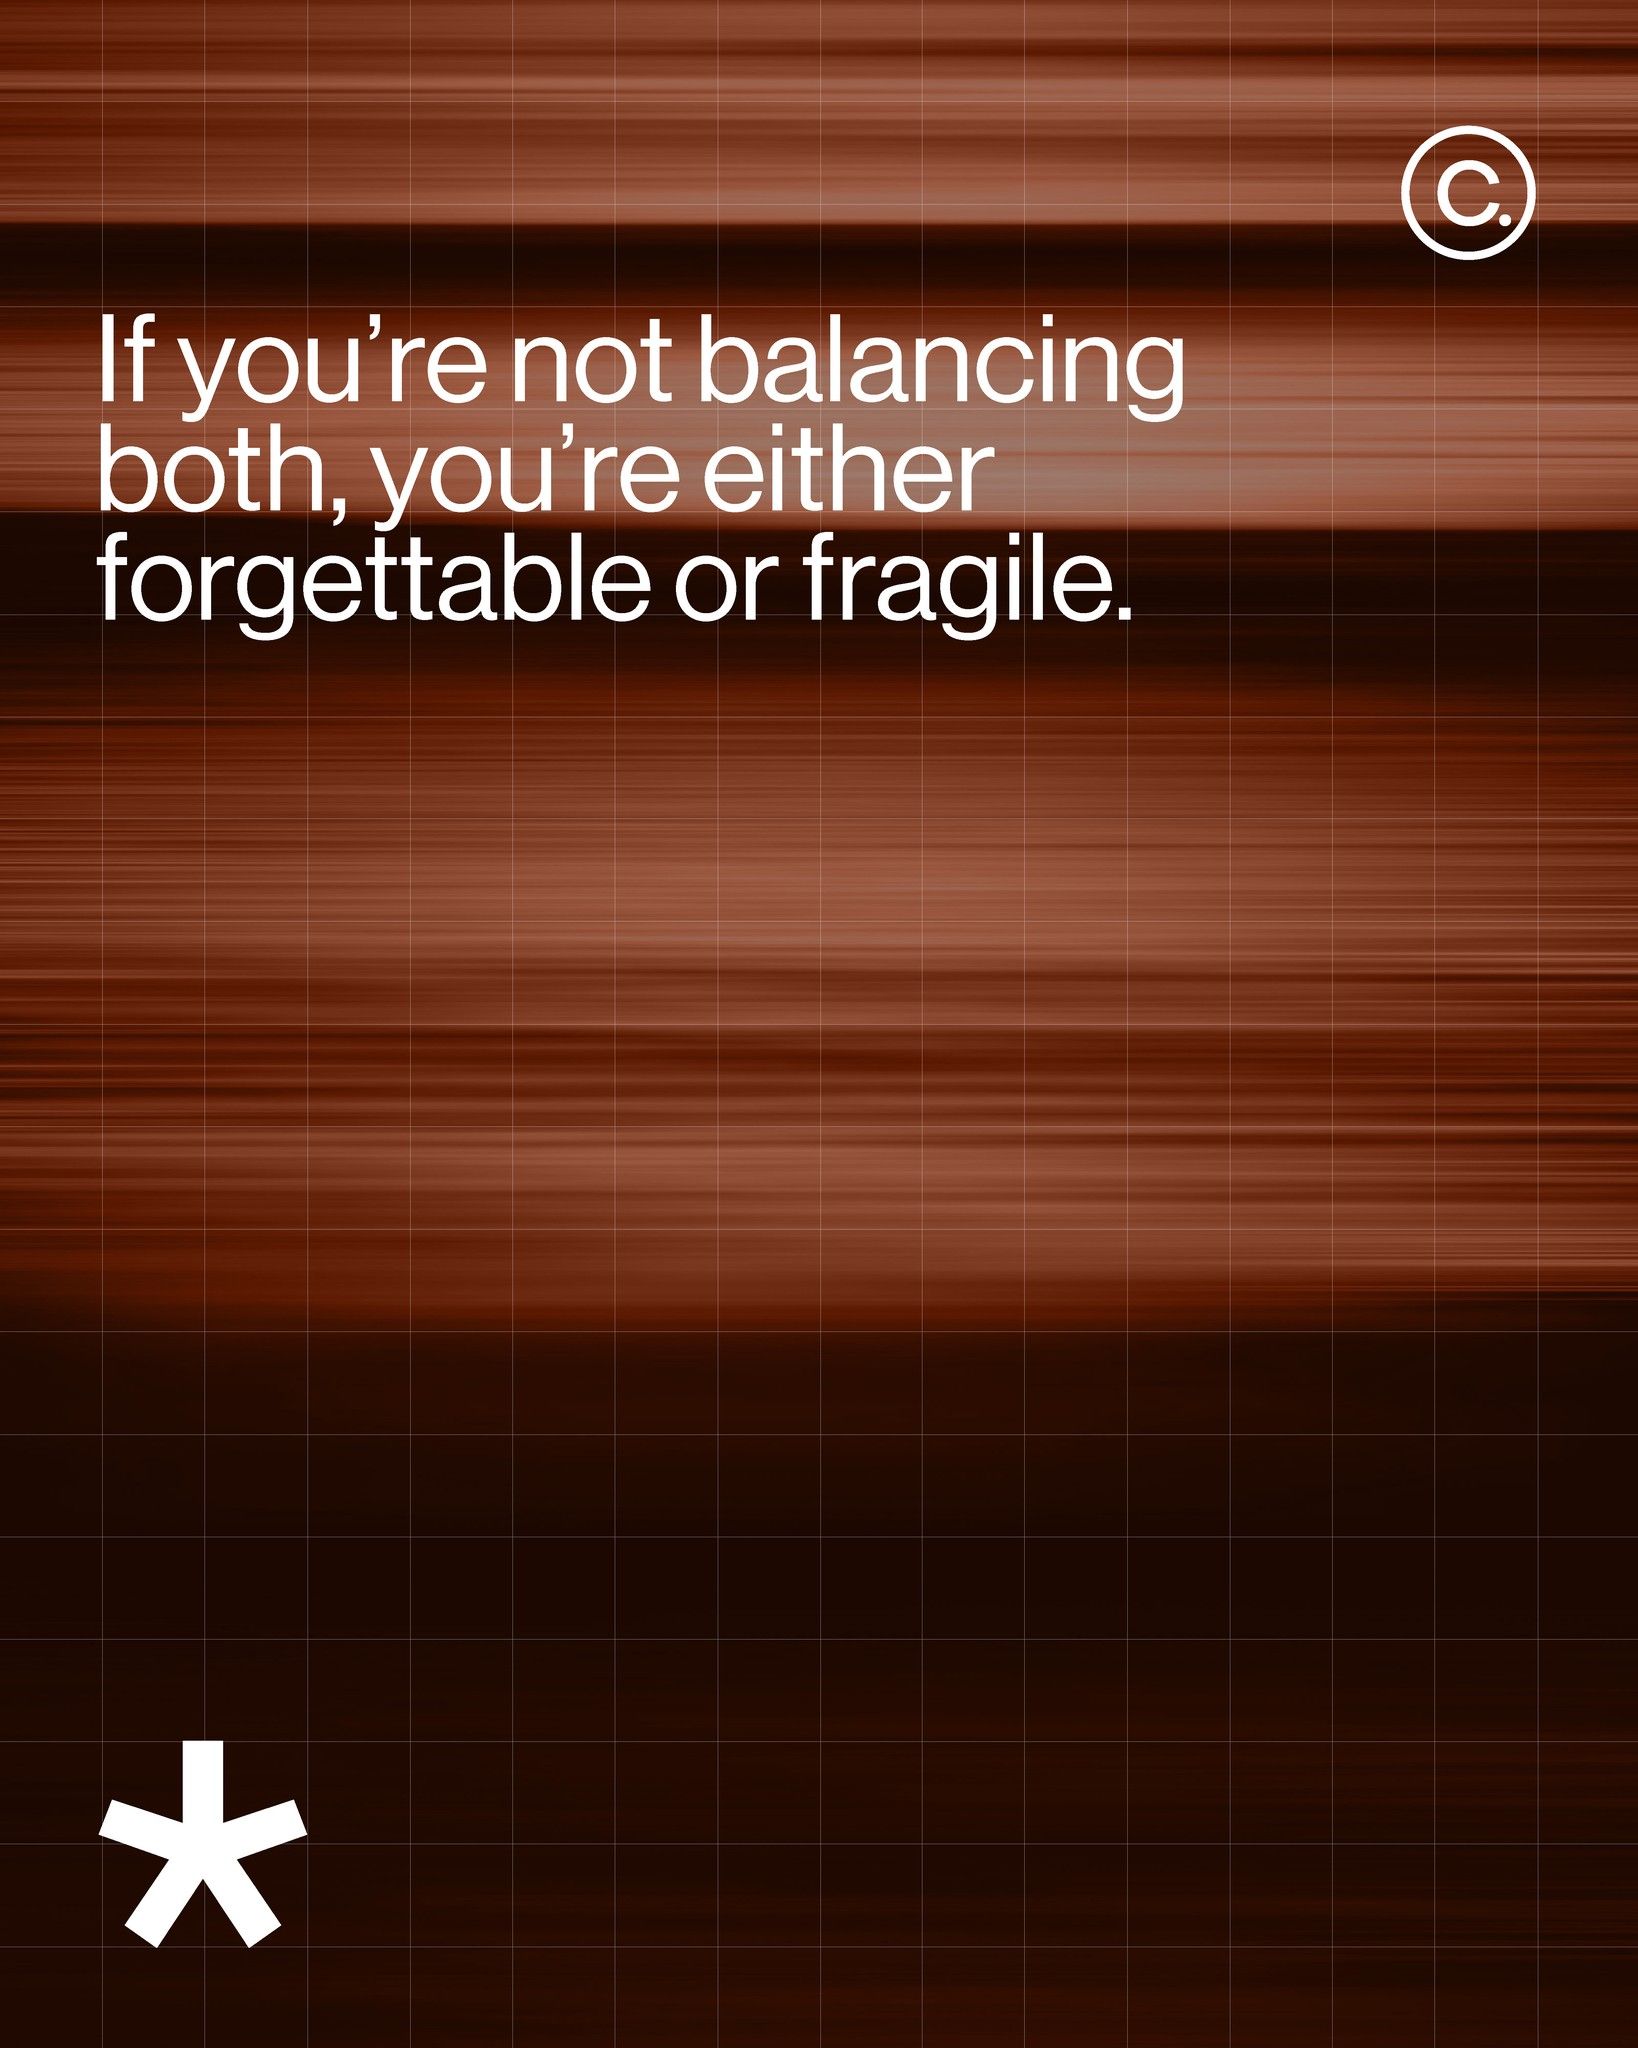 C.
If you’re not balancing
both, you’re either
forgettable or fragile.
*